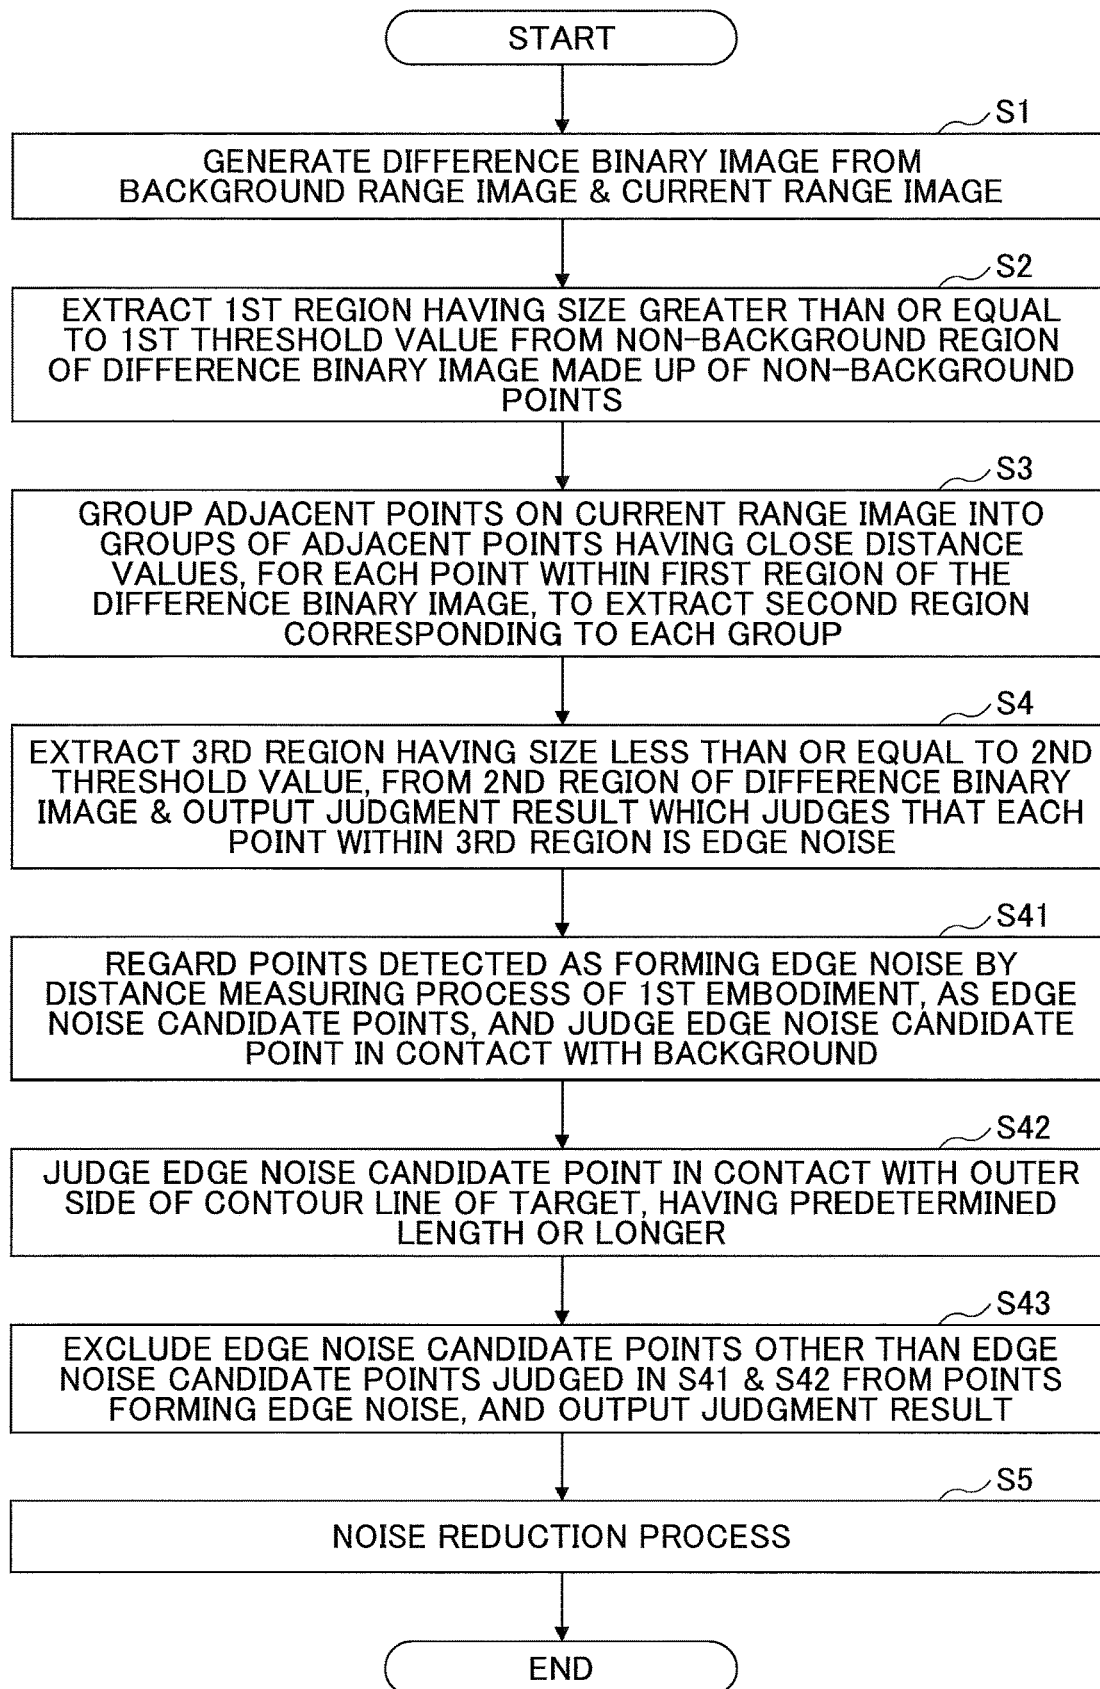 START
S1
GENERATE DIFFERENCE BINARY IMAGE FROM
BACKGROUND RANGE IMAGE & CURRENT RANGE IMAGE
S2
EXTRACT 1ST REGION HAVING SIZE GREATER THAN OR EQUAL
TO 1ST THRESHOLD VALUE FROM NON-BACKGROUND REGION
OF DIFFERENCE BINARY IMAGE MADE UP OF NON-BACKGROUND
POINTS
S3
GROUP ADJACENT POINTS ON CURRENT RANGE IMAGE INTO
GROUPS OF ADJACENT POINTS HAVING CLOSE DISTANCE
VALUES, FOR EACH POINT WITHIN FIRST REGION OF THE
DIFFERENCE BINARY IMAGE, TO EXTRACT SECOND REGION
CORRESPONDING TO EACH GROUP
S4
EXTRACT 3RD REGION HAVING SIZE LESS THAN OR EQUAL TO 2ND
THRESHOLD VALUE, FROM 2ND REGION OF DIFFERENCE BINARY
IMAGE & OUTPUT JUDGMENT RESULT WHICH JUDGES THAT EACH
POINT WITHIN 3RD REGION IS EDGE NOISE
S41
REGARD POINTS DETECTED AS FORMING EDGE NOISE BY
DISTANCE MEASURING PROCESS OF 1ST EMBODIMENT, AS EDGE
NOISE CANDIDATE POINTS, AND JUDGE EDGE NOISE CANDIDATE
POINT IN CONTACT WITH BACKGROUND
S42
JUDGE EDGE NOISE CANDIDATE POINT IN CONTACT WITH OUTER
SIDE OF CONTOUR LINE OF TARGET, HAVING PREDETERMINED
LENGTH OR LONGER
S43
EXCLUDE EDGE NOISE CANDIDATE POINTS OTHER THAN EDGE
NOISE CANDIDATE POINTS JUDGED IN S41 & S42 FROM POINTS
FORMING EDGE NOISE, AND OUTPUT JUDGMENT RESULT
S5
NOISE REDUCTION PROCESS
END